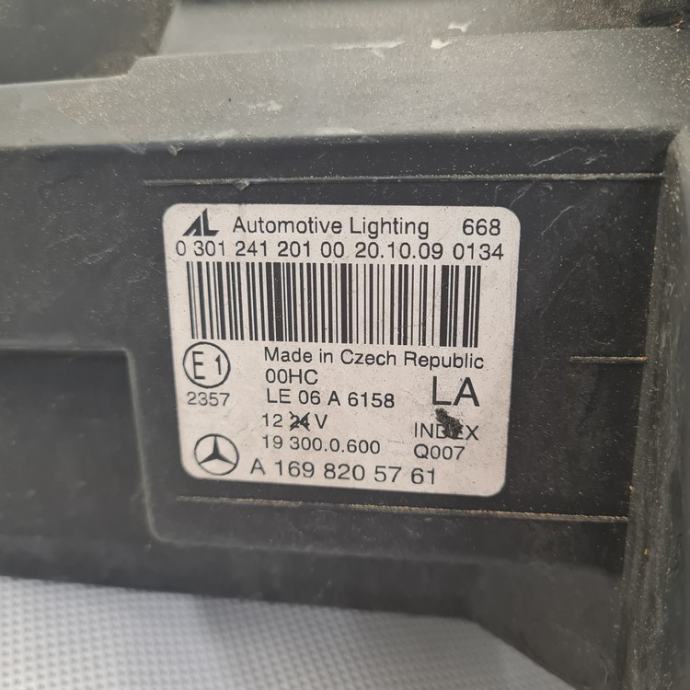 AL Automotive Lighting 668
0 301 241 201 00 20.10.09 0134
E1 Made in Czech Republic
2357 00HC LA
LE 06 A 6158
12 24 V INDEX
19 300.0.600 Q007
A 169 820 57 61